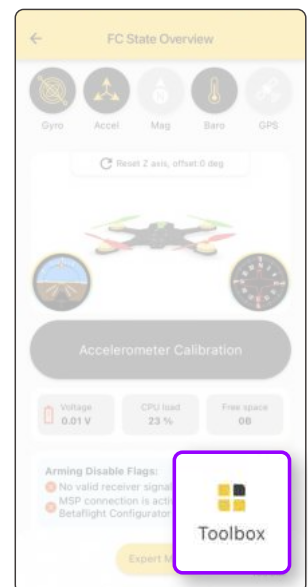 FC State Overview
Gyro Accel Mag Baro GPS
Reset Z axis, offset:0 deg
Accelerometer Calibration
Voltage CPU load Free space
0.01 V 23 % 0B
Arming Disable Flags:
No valid receiver signal
MSP connection is acti
Betaflight Configurator
Toolbox
Expert M